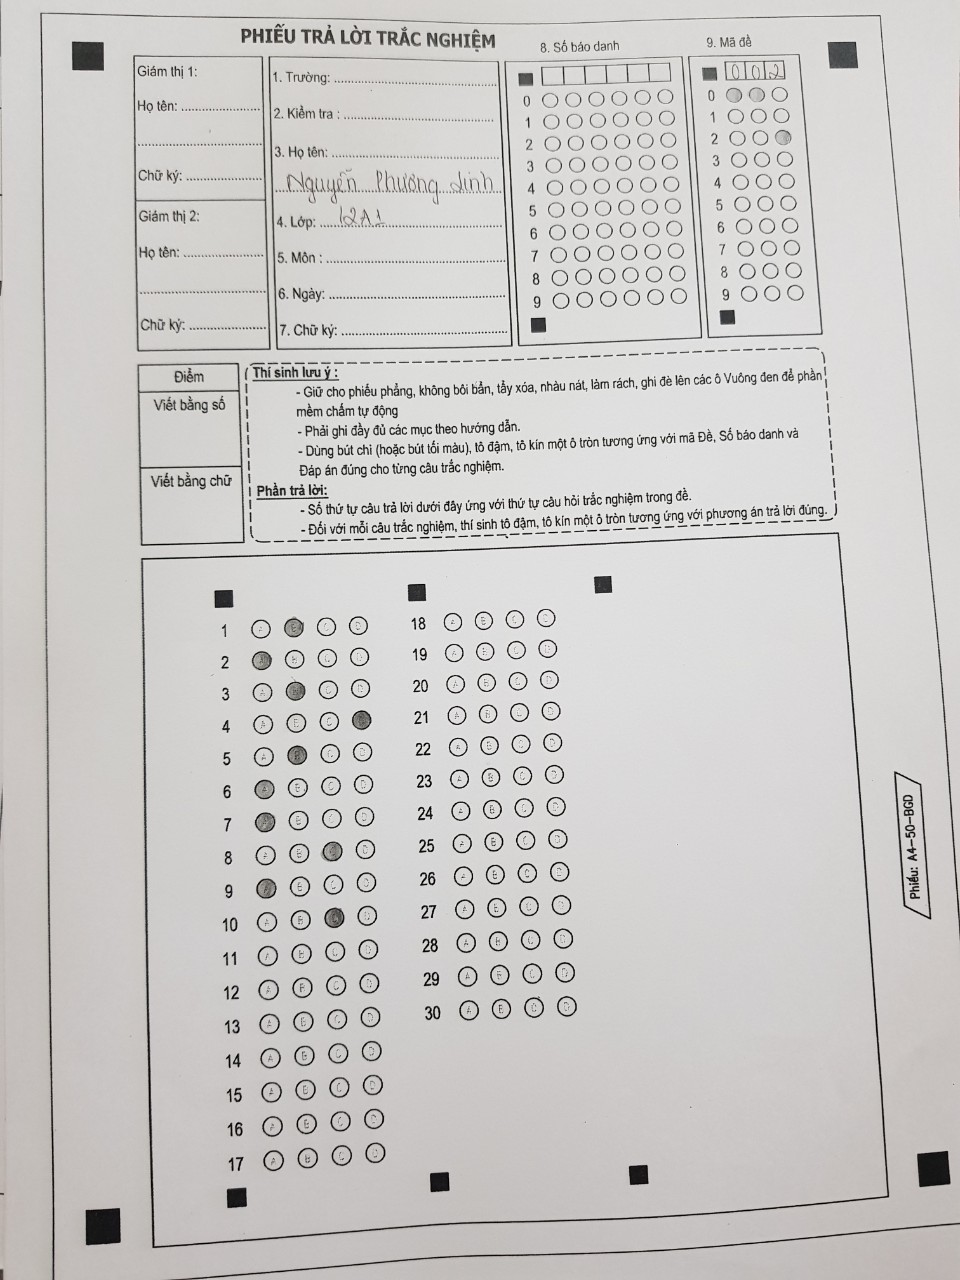 PHIẾU TRẢ LỜI TRẮC NGHIỆM
Giám thị 1:
Họ tên:
Chữ ký:
Giám thị 2:
Họ tên:
Chữ ký:
1. Trường:
2. Kiểm tra :
3. Họ tên:
Nguyễn Phương Linh
4. Lớp: 12A1
5. Môn :
6. Ngày:
7. Chữ ký:
8. Số báo danh
0
1
2
3
4
5
6
7
8
9
9. Mã đề
0 0 2
0
1
2
3
4
5
6
7
8
9
Điểm
Viết bằng số
Viết bằng chữ
Thí sinh lưu ý :
- Giữ cho phiếu phẳng, không bôi bẩn, tẩy xóa, nhàu nát, làm rách, ghi đè lên các ô Vuông đen để phần
mềm chấm tự động
- Phải ghi đầy đủ các mục theo hướng dẫn.
- Dùng bút chì (hoặc bút tối màu), tô đậm, tô kín một ô tròn tương ứng với mã Đề, Số báo danh và
Đáp án đúng cho từng câu trắc nghiệm.
Phần trả lời:
- Số thứ tự câu trả lời dưới đây ứng với thứ tự câu hỏi trắc nghiệm trong đề.
- Đối với mỗi câu trắc nghiệm, thí sinh tô đậm, tô kín một ô tròn tương ứng với phương án trả lời đúng.
1 A B C D
2 A B C D
3 A B C D
4 A B C D
5 A B C D
6 A B C D
7 A B C D
8 A B C D
9 A B C D
10 A B C D
11 A B C D
12 A B C D
13 A B C D
14 A B C D
15 A B C D
16 A B C D
17 A B C D
18 A B C D
19 A B C D
20 A B C D
21 A B C D
22 A B C D
23 A B C D
24 A B C D
25 A B C D
26 A B C D
27 A B C D
28 A B C D
29 A B C D
30 A B C D
Phiếu: A4-50-BGD